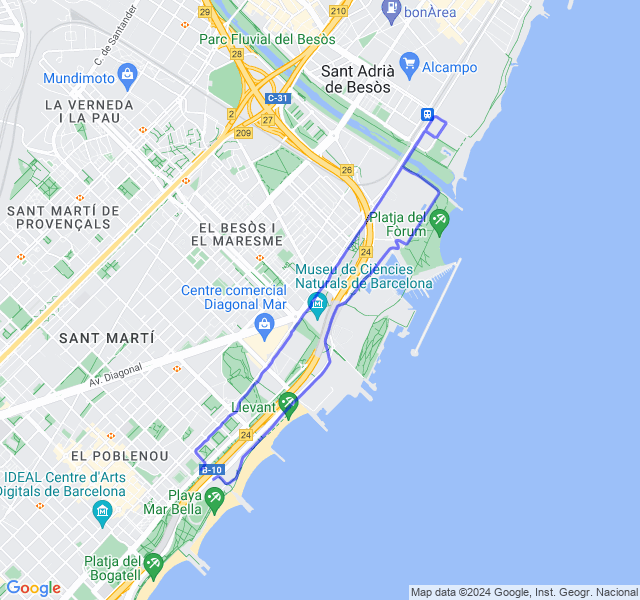 29
210
bonÀrea
C. de Santander
Parc Fluvial del Besòs
28
Sant Adrià
de Besòs
Alcampo
Mundimoto
C-31
LA VERNEDA
I LA PAU
2
27
209
26
SANT MARTÍ DE
PROVENÇALS
EL BESÒS I
EL MARESME
Platja del
Fòrum
24
Museu de Ciències
Naturals de Barcelona
Centre comercial
Diagonal Mar
SANT MARTÍ
Av. Diagonal
Llevant
24
EL POBLENOU
B-10
IDEAL Centre d'Arts
Digitals de Barcelona
Playa
Mar Bella
Platja del
Bogatell
Google
Map data ©2024 Google, Inst. Geogr. Nacional